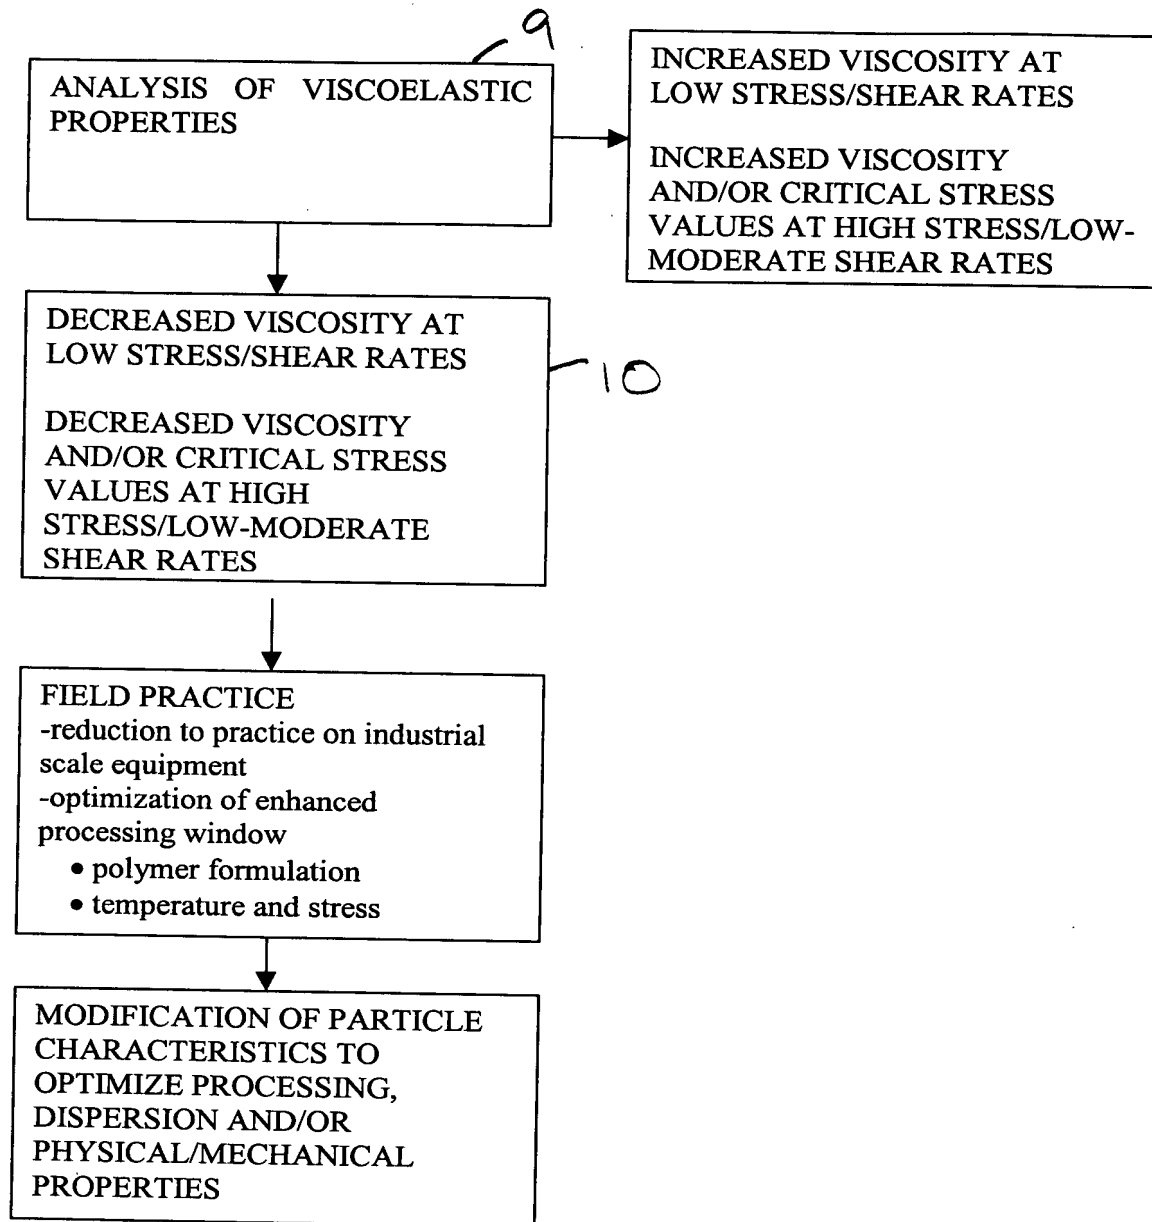 9
ANALYSIS OF VISCOELASTIC
PROPERTIES
INCREASED VISCOSITY AT
LOW STRESS/SHEAR RATES
INCREASED VISCOSITY
AND/OR CRITICAL STRESS
VALUES AT HIGH STRESS/LOW-
MODERATE SHEAR RATES
DECREASED VISCOSITY AT
LOW STRESS/SHEAR RATES
DECREASED VISCOSITY
AND/OR CRITICAL STRESS
VALUES AT HIGH
STRESS/LOW-MODERATE
SHEAR RATES
10
FIELD PRACTICE
-reduction to practice on industrial
scale equipment
-optimization of enhanced
processing window
• polymer formulation
• temperature and stress
MODIFICATION OF PARTICLE
CHARACTERISTICS TO
OPTIMIZE PROCESSING,
DISPERSION AND/OR
PHYSICAL/MECHANICAL
PROPERTIES